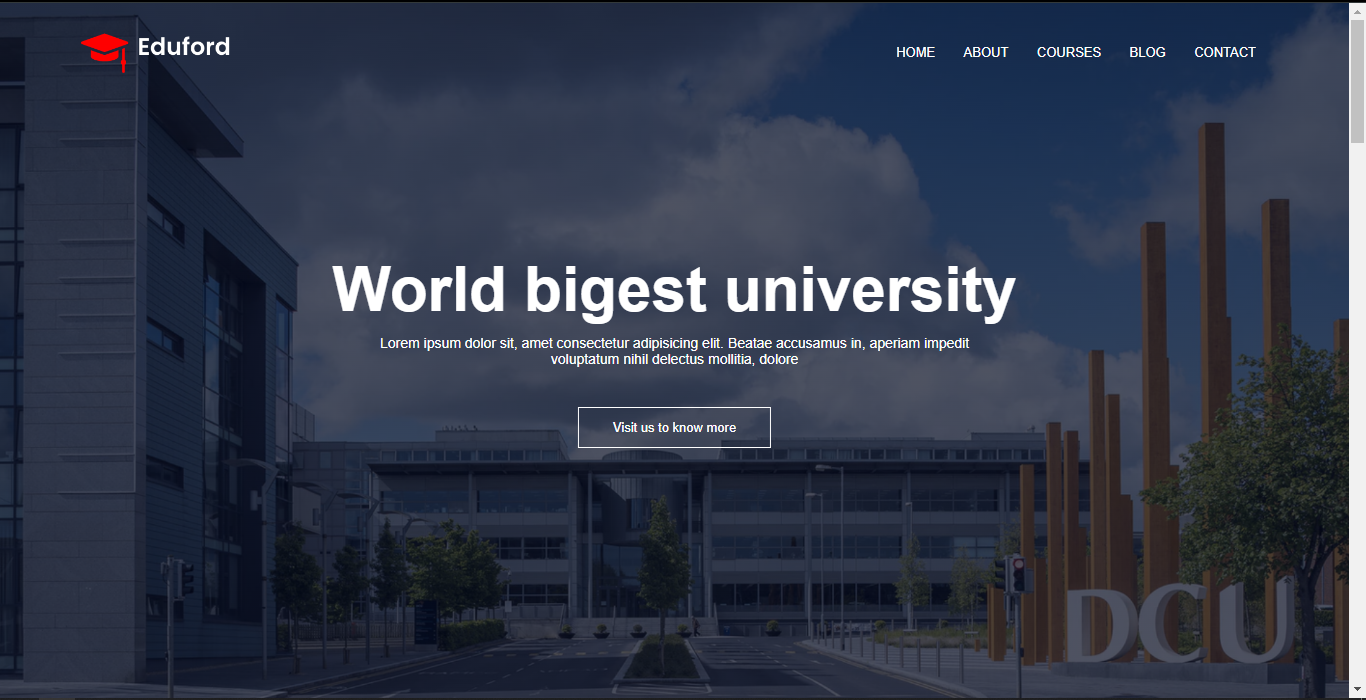 Eduford
HOME ABOUT COURSES BLOG CONTACT
World bigest university
Lorem ipsum dolor sit, amet consectetur adipisicing elit. Beatae accusamus in, aperiam impedit
voluptatum nihil delectus mollitia, dolore
Visit us to know more
DCU